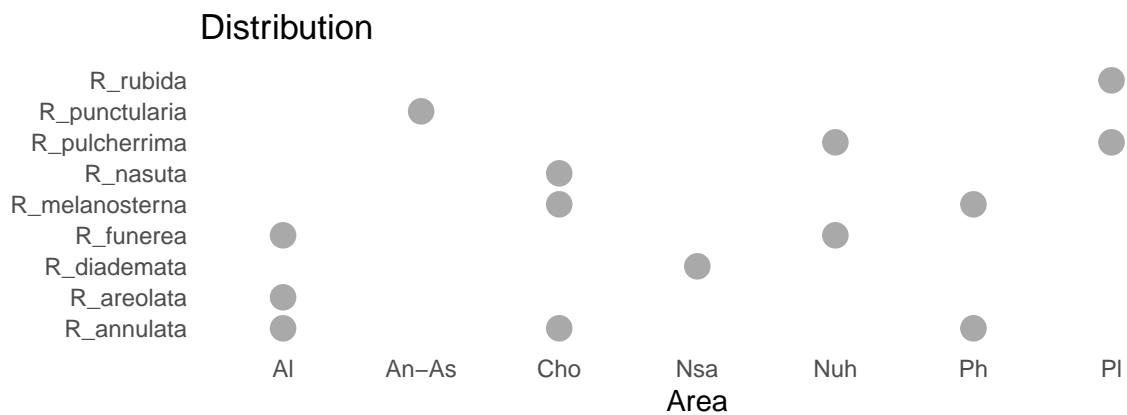 Distribution
R_rubida
R_punctularia
R_pulcherrima
R_nasuta
R_melanosterna
R_funerea
R_diademata
R_areolata
R_annulata
Al An−As Cho Nsa Nuh Ph Pl
Area